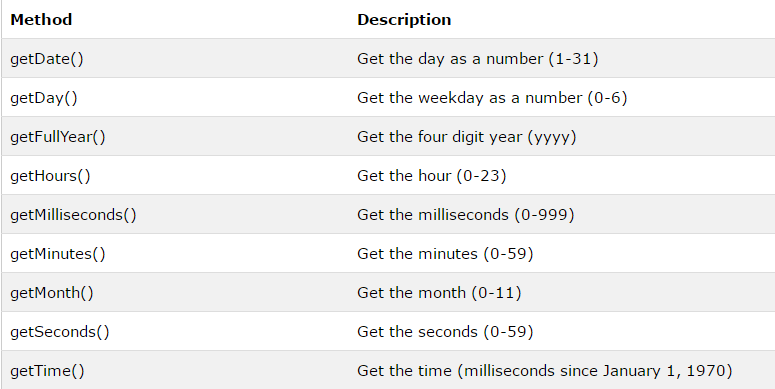 Method Description
getDate() Get the day as a number (1-31)
getDay() Get the weekday as a number (0-6)
getFullYear() Get the four digit year (yyyy)
getHours() Get the hour (0-23)
getMilliseconds() Get the milliseconds (0-999)
getMinutes() Get the minutes (0-59)
getMonth() Get the month (0-11)
getSeconds() Get the seconds (0-59)
getTime() Get the time (milliseconds since January 1, 1970)